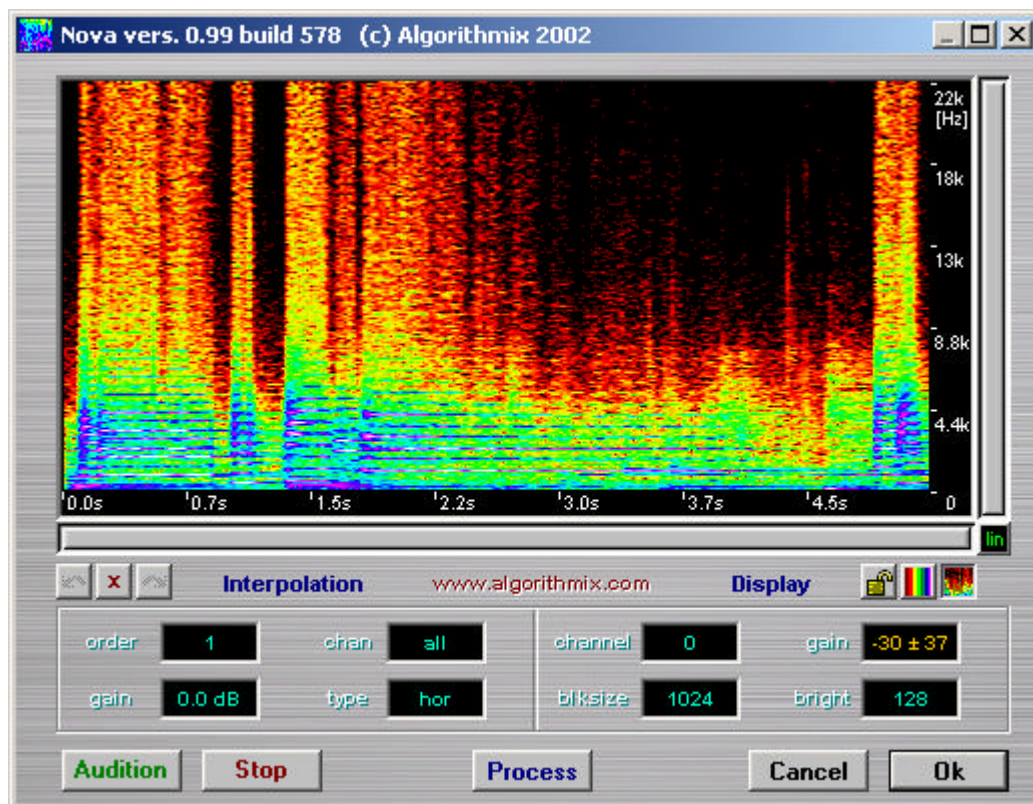 Nova vers. 0.99 build 578 (c) Algorithmix 2002
22k
[Hz]
18k
13k
8.8k
4.4k
0.0s 0.7s 1.5s 2.2s 3.0s 3.7s 4.5s 0
lin
x Interpolation www.algorithmix.com Display
order 1 chan all channel 0 gain -30 ± 37
gain 0.0 dB type hor blksize 1024 bright 128
Audition Stop Process Cancel Ok